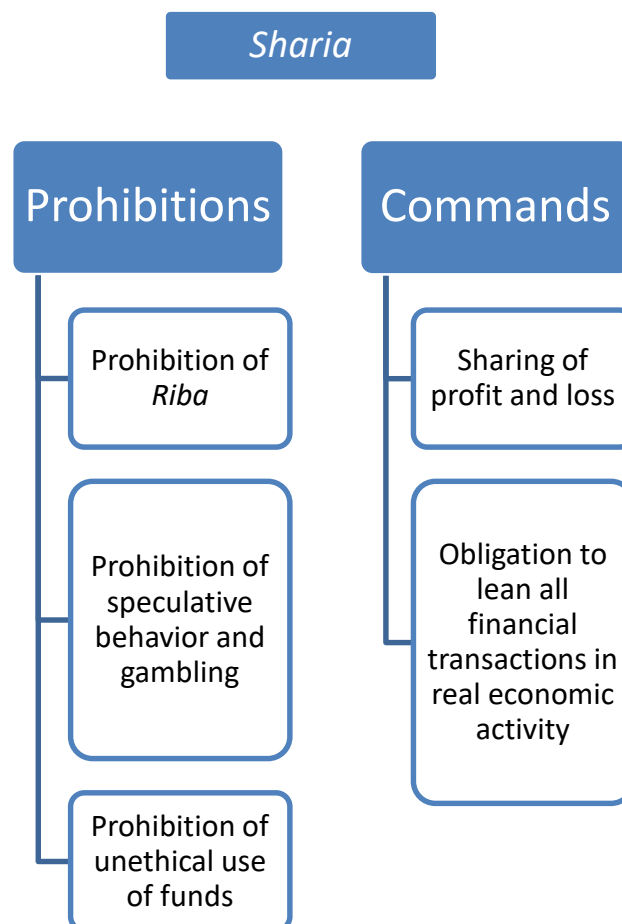 Sharia
Prohibitions
Prohibition of
Riba
Prohibition of
speculative
behavior and
gambling
Prohibition of
unethical use
of funds
Commands
Sharing of
profit and loss
Obligation to
lean all
financial
transactions in
real economic
activity